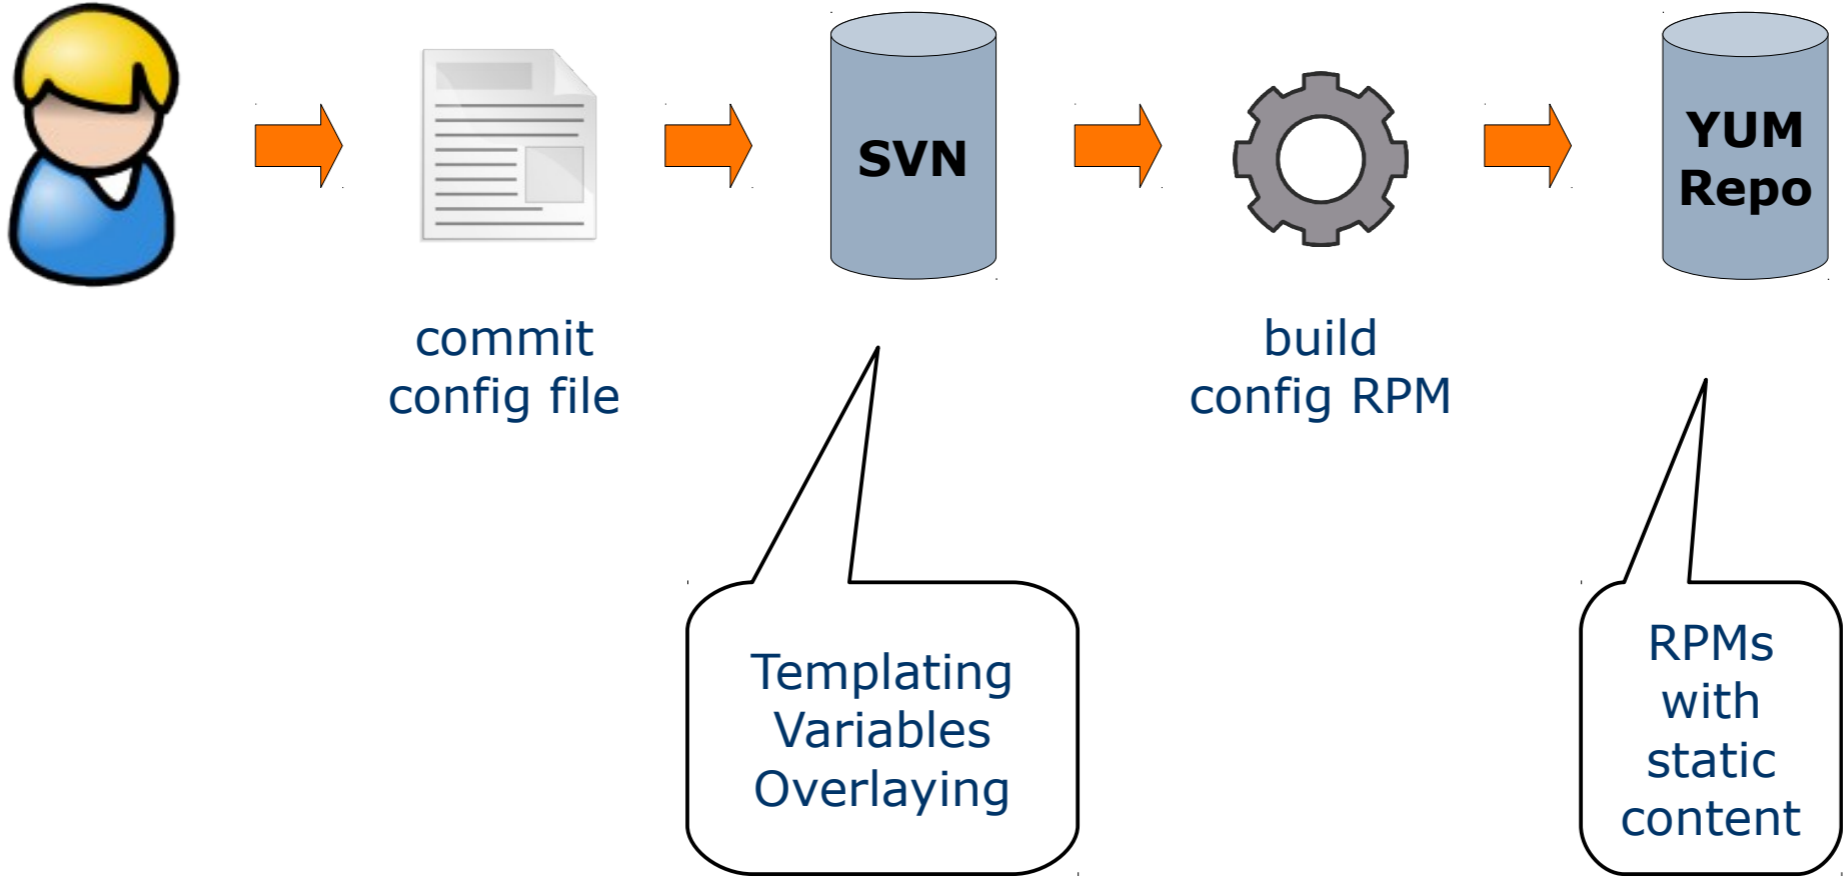 SVN
YUM
Repo
commit
config file
build
config RPM
Templating
Variables
Overlaying
RPMs
with
static
content